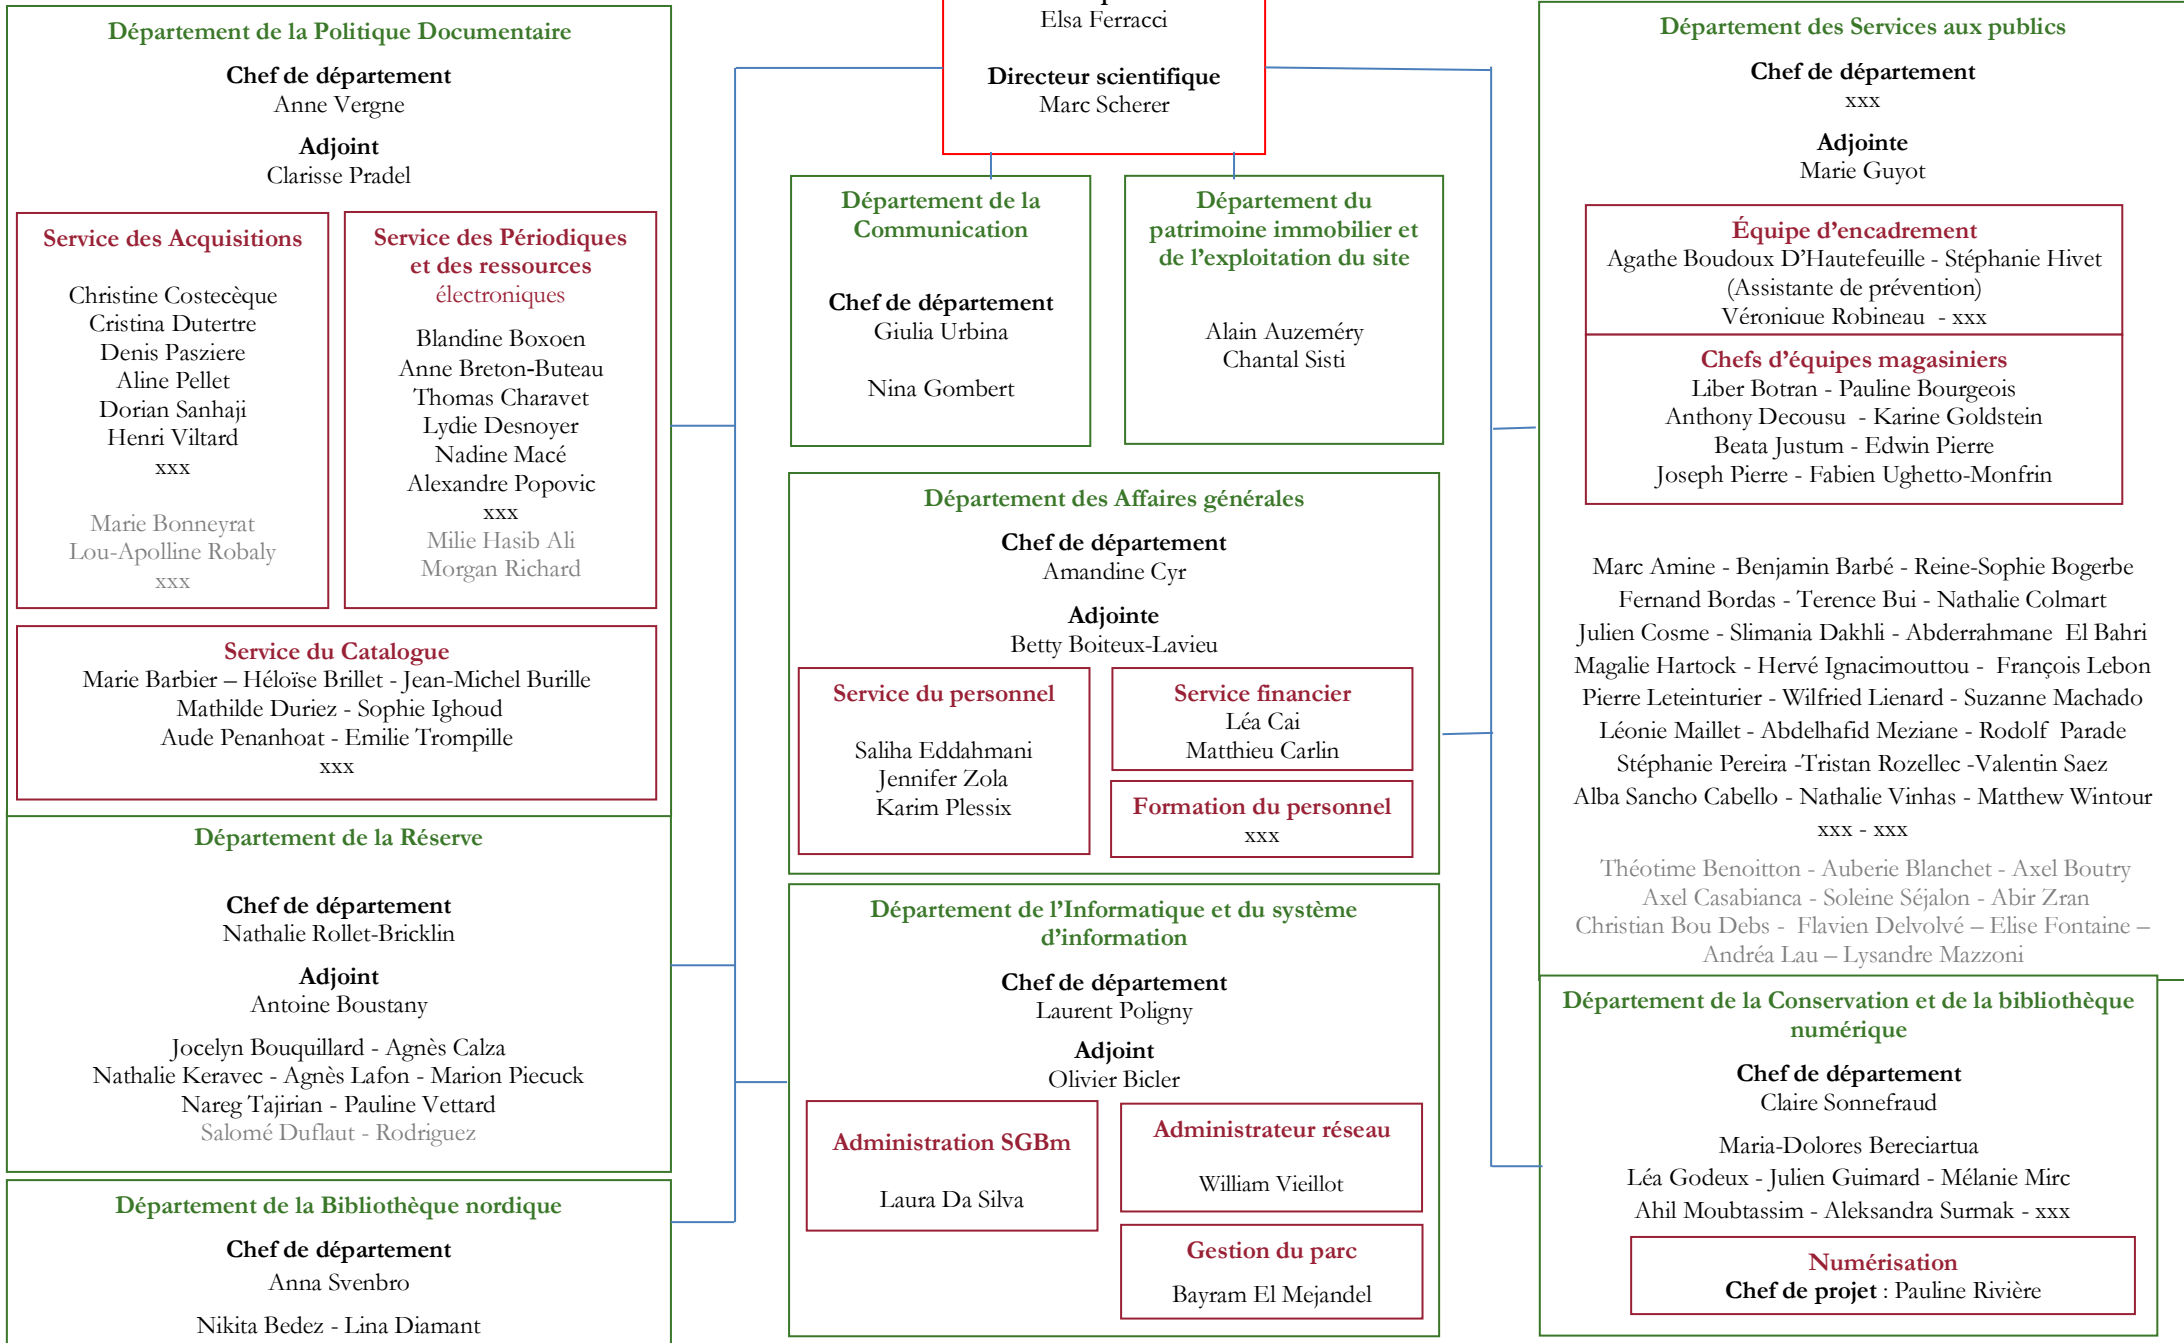 Département de la Politique Documentaire
Chef de département
Anne Vergne
Adjoint
Clarisse Pradel
Service des Acquisitions
Christine Costecèque
Cristina Dutertre
Denis Pasziere
Aline Pellet
Dorian Sanhaji
Henri Viltard
xxx
Marie Bonneyrat
Lou-Apolline Robaly
xxx
Service des Périodiques
et des ressources
électroniques
Blandine Boxoen
Anne Breton-Buteau
Thomas Charavet
Lydie Desnoyer
Nadine Macé
Alexandre Popovic
xxx
Milie Hasib Ali
Morgan Richard
Service du Catalogue
Marie Barbier – Héloïse Brillet - Jean-Michel Burille
Mathilde Duriez - Sophie Ighoud
Aude Penanhoat - Emilie Trompille
xxx
Département de la Réserve
Chef de département
Nathalie Rollet-Bricklin
Adjoint
Antoine Boustany
Jocelyn Bouquillard - Agnès Calza
Nathalie Keravec - Agnès Lafon - Marion Piecuck
Nareg Tajirian - Pauline Vettard
Salomé Duflaut - Rodriguez
Département de la Bibliothèque nordique
Chef de département
Anna Svenbro
Nikita Bedez - Lina Diamant
Elsa Ferracci
Directeur scientifique
Marc Scherer
Département de la
Communication
Chef de département
Giulia Urbina
Nina Gombert
Département du
patrimoine immobilier et
de l'exploitation du site
Alain Auzeméry
Chantal Sisti
Département des Affaires générales
Chef de département
Amandine Cyr
Adjointe
Betty Boiteux-Lavieu
Service du personnel
Saliha Eddahmani
Jennifer Zola
Karim Plessix
Service financier
Léa Cai
Matthieu Carlin
Formation du personnel
xxx
Département de l'Informatique et du système
d'information
Chef de département
Laurent Poligny
Adjoint
Olivier Bicler
Administration SGBm
Laura Da Silva
Administrateur réseau
William Vieillot
Gestion du parc
Bayram El Mejandel
Département des Services aux publics
Chef de département
xxx
Adjointe
Marie Guyot
Équipe d'encadrement
Agathe Boudoux D'Hautefeuille - Stéphanie Hivet
(Assistante de prévention)
Véronique Robineau - xxx
Chefs d'équipes magasiniers
Liber Botran - Pauline Bourgeois
Anthony Decousu - Karine Goldstein
Beata Justum - Edwin Pierre
Joseph Pierre - Fabien Ughetto-Monfrin
Marc Amine - Benjamin Barbé - Reine-Sophie Bogerbe
Fernand Bordas - Terence Bui - Nathalie Colmart
Julien Cosme - Slimania Dakhli - Abderrahmane El Bahri
Magalie Hartock - Hervé Ignacimouttou - François Lebon
Pierre Leteinturier - Wilfried Lienard - Suzanne Machado
Léonie Maillet - Abdelhafid Meziane - Rodolf Parade
Stéphanie Pereira -Tristan Rozellec -Valentin Saez
Alba Sancho Cabello - Nathalie Vinhas - Matthew Wintour
xxx - xxx
Théotime Benoitton - Auberie Blanchet - Axel Boutry
Axel Casabianca - Soleine Séjalon - Abir Zran
Christian Bou Debs - Flavien Delvolvé – Elise Fontaine –
Andréa Lau – Lysandre Mazzoni
Département de la Conservation et de la bibliothèque
numérique
Chef de département
Claire Sonnefraud
Maria-Dolores Bereciartua
Léa Godeux - Julien Guimard - Mélanie Mirc
Ahil Moubtassim - Aleksandra Surmak - xxx
Numérisation
Chef de projet : Pauline Rivière